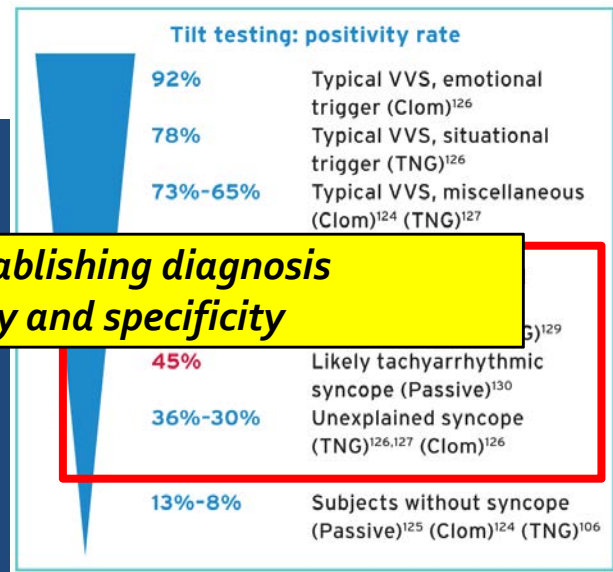 Tilt testing: positivity rate
92% Typical VVS, emotional
trigger (Clom)¹²⁶
78% Typical VVS, situational
trigger (TNG)¹²⁶
73%-65% Typical VVS, miscellaneous
(Clom)¹²⁴ (TNG)¹²⁷
ablishing diagnosis
y and specificity
G)¹²⁹
45% Likely tachyarrhythmic
syncope (Passive)¹³⁰
36%-30% Unexplained syncope
(TNG)¹²⁶,¹²⁷ (Clom)¹²⁶
13%-8% Subjects without syncope
(Passive)¹²⁵ (Clom)¹²⁴ (TNG)¹⁰⁶